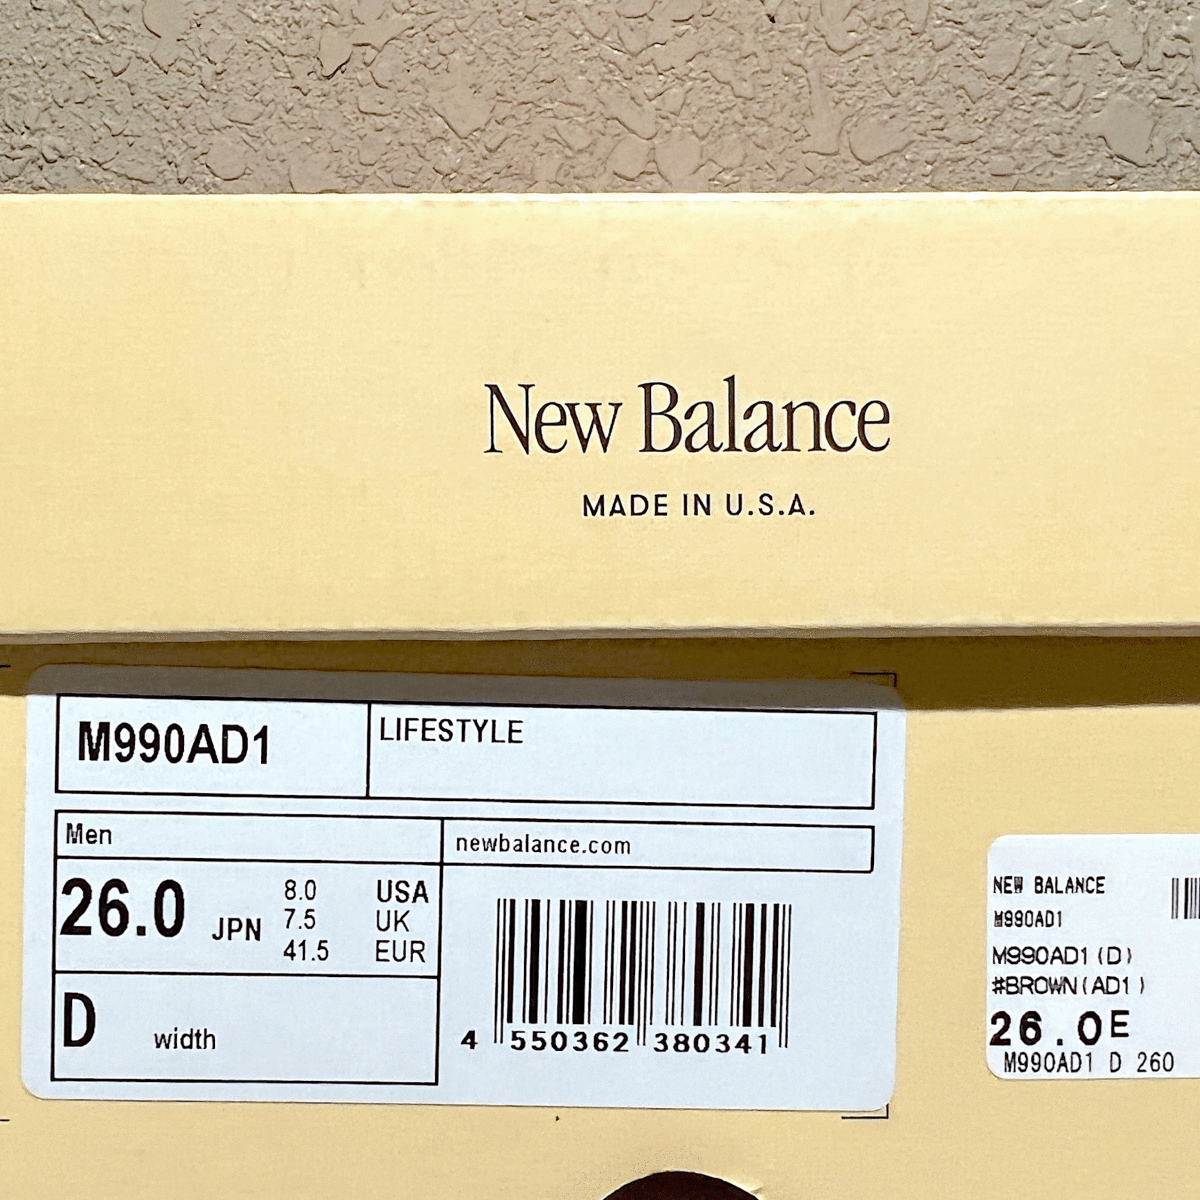 New Balance
MADE IN U.S.A.
M990AD1
LIFESTYLE
Men
newbalance.com
26.0 JPN
8.0 USA
7.5 UK
41.5 EUR
D width
4 550362 380341
NEW BALANCE
M990AD1
M990AD1(D)
#BROWN(AD1)
26.0E
M990AD1 D 260